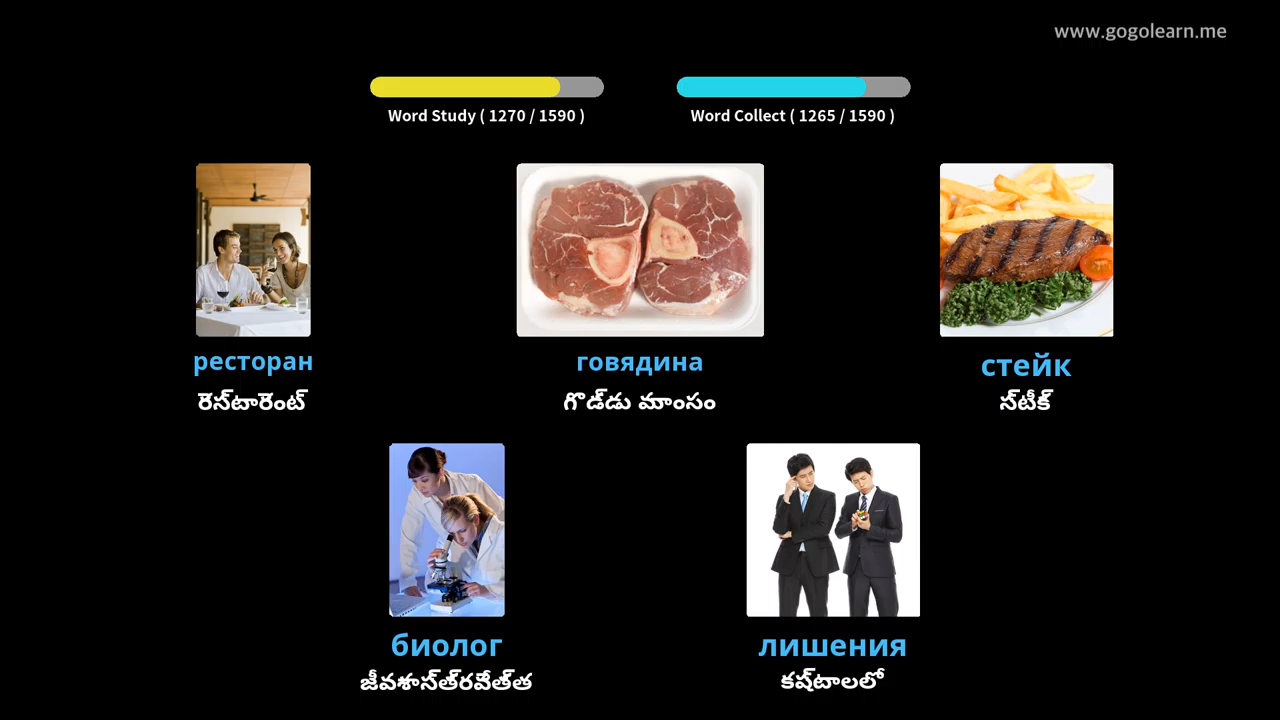 www.gogolearn.me
Word Study ( 1270 / 1590 )
Word Collect ( 1265 / 1590 )
ресторан
రెస్‌టారెంట్
говядина
గొడ్‌డు మాంసం
стейк
స్‌టీక్
биолог
జీవశాస్‌త్‌రవేత్‌త
лишения
కష్‌టాలలో